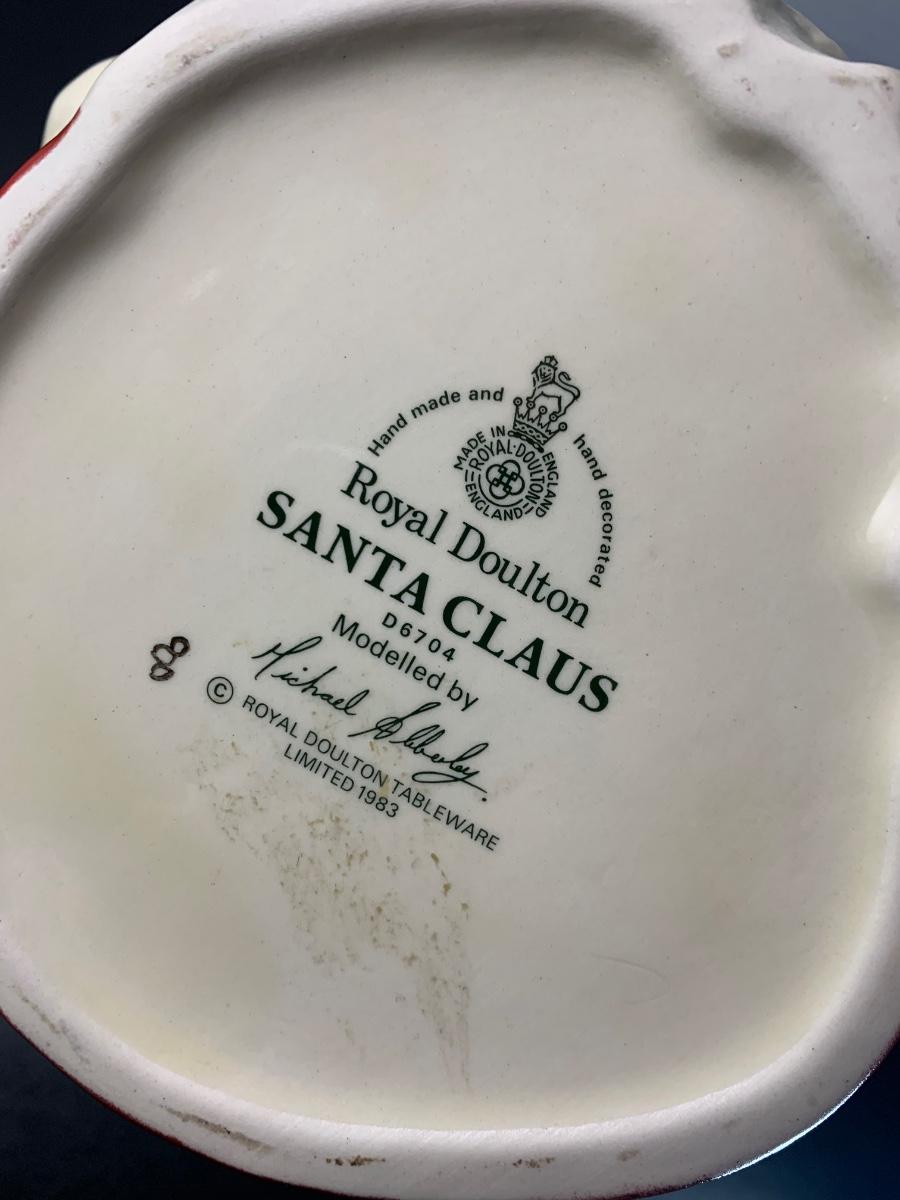 Hand made and hand decorated
MADE IN ENGLAND
ROYAL·DOULTON
ENGLAND
Royal Doulton
SANTA CLAUS
D6704
Modelled by
Michael Abberley.
© ROYAL DOULTON TABLEWARE
LIMITED 1983